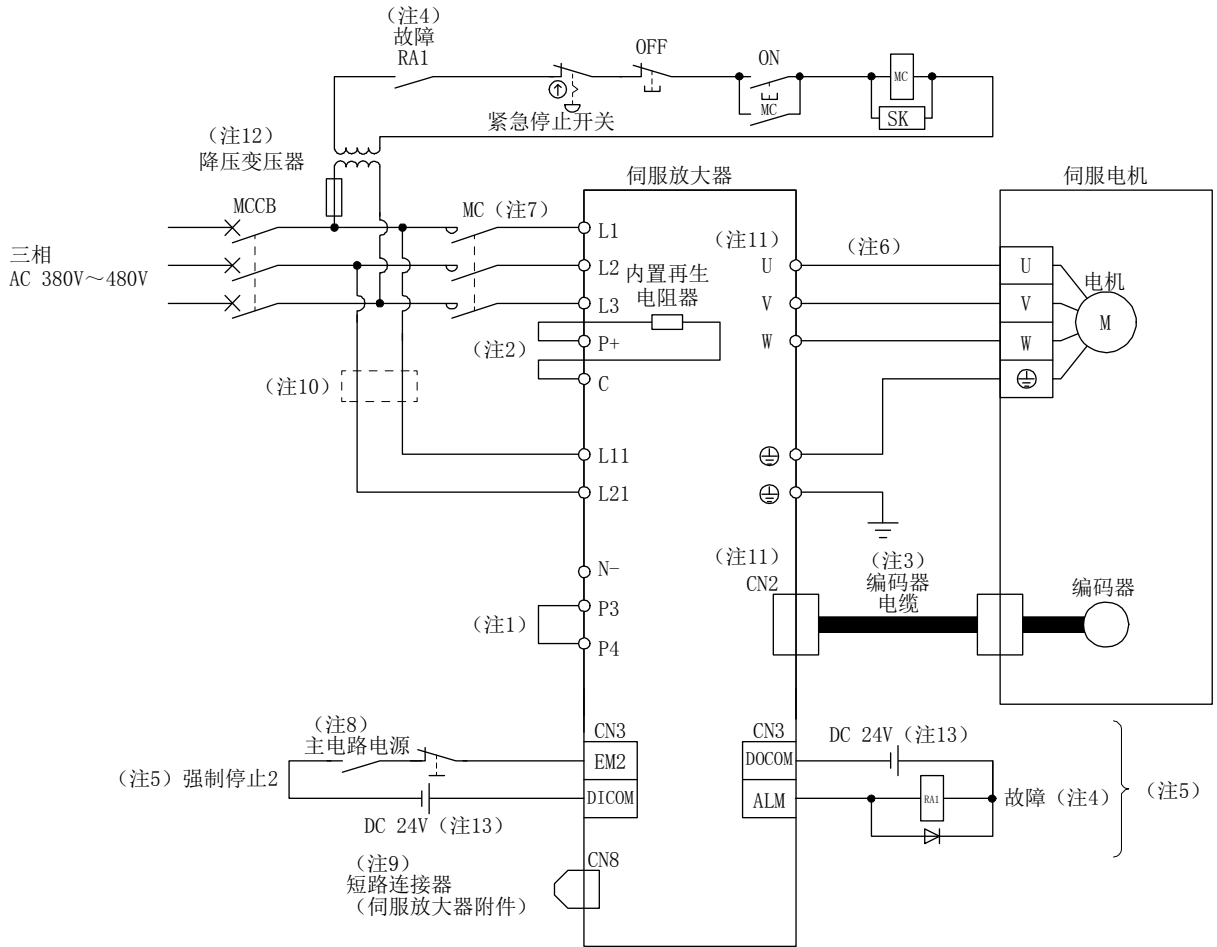 （注4）
故障
RA1
OFF
ON
MC
MC
SK
紧急停止开关
（注12）
降压变压器
伺服放大器
伺服电机
MCCB
MC（注7）
三相
AC 380V～480V
L1
L2
L3
（注11）
U
V
W
（注6）
内置再生
电阻器
U
V
W
电机
M
（注2）
P+
C
（注10）
L11
L21
N-
（注1）
P3
P4
（注11）
CN2
（注3）
编码器
电缆
编码器
（注8）
主电路电源
（注5）强制停止2
DC 24V（注13）
CN3
EM2
DICOM
CN3
DOCOM
ALM
DC 24V（注13）
RA1
故障（注4）
（注5）
（注9）
短路连接器
（伺服放大器附件）
CN8